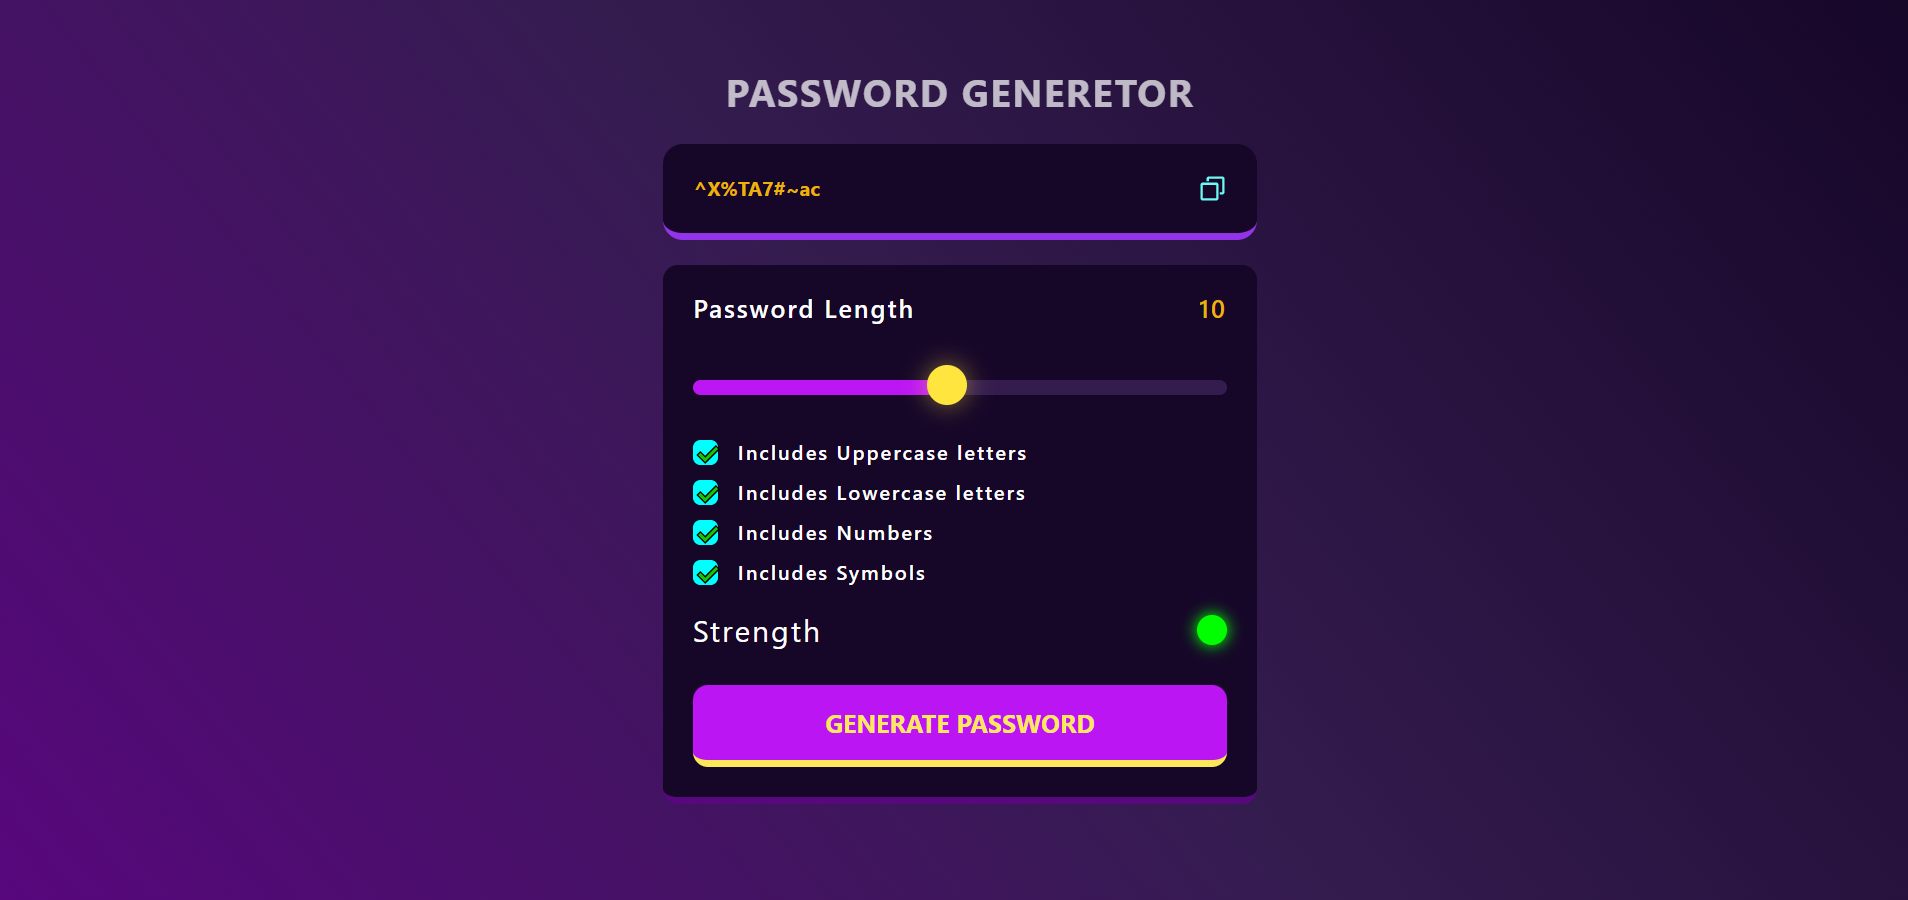 PASSWORD GENERETOR
^X%TA7#~ac
Password Length 10
Includes Uppercase letters
Includes Lowercase letters
Includes Numbers
Includes Symbols
Strength
GENERATE PASSWORD